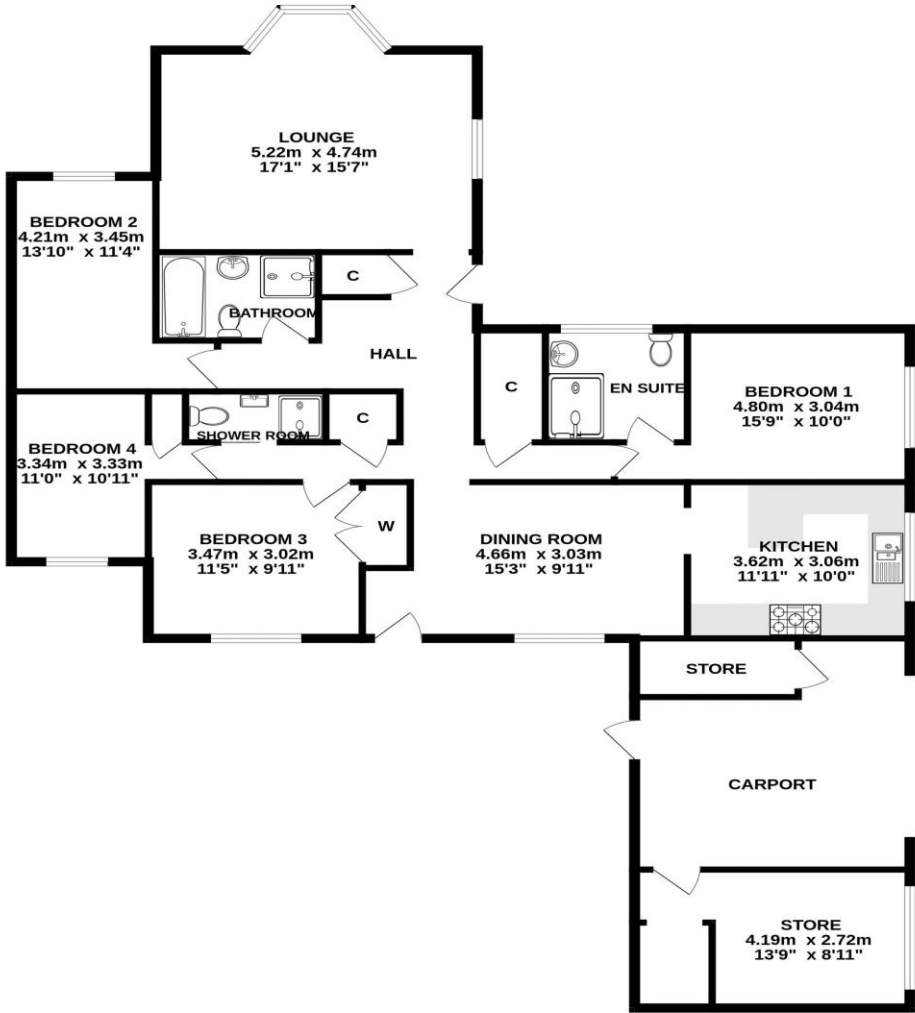 LOUNGE
5.22m x 4.74m
17'1" x 15'7"
BEDROOM 2
4.21m x 3.45m
13'10" x 11'4"
C
BATHROOM
HALL
C
EN SUITE
BEDROOM 1
4.80m x 3.04m
15'9" x 10'0"
C
SHOWER ROOM
BEDROOM 4
3.34m x 3.33m
11'0" x 10'11"
W
BEDROOM 3
3.47m x 3.02m
11'5" x 9'11"
DINING ROOM
4.66m x 3.03m
15'3" x 9'11"
KITCHEN
3.62m x 3.06m
11'11" x 10'0"
STORE
CARPORT
STORE
4.19m x 2.72m
13'9" x 8'11"